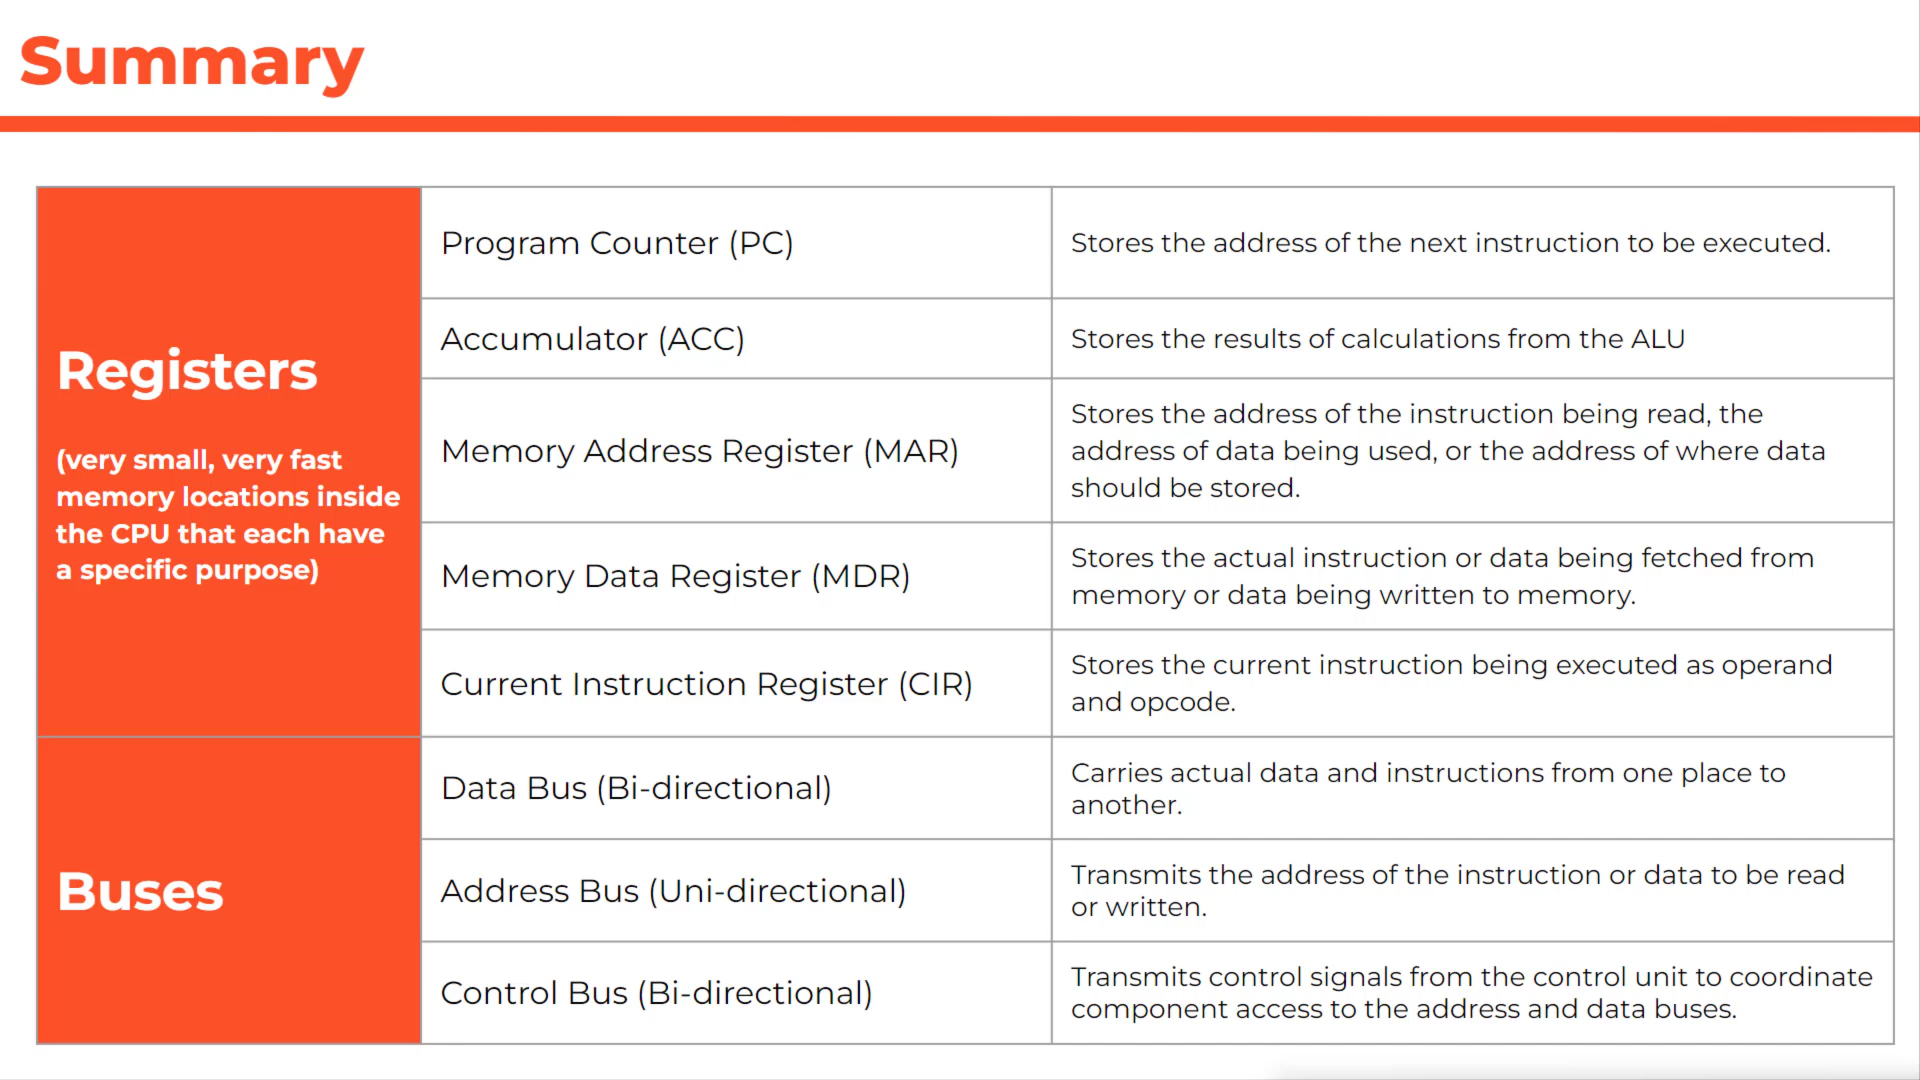 Summary
Registers
(very small, very fast
memory locations inside
the CPU that each have
a specific purpose)
Program Counter (PC)
Stores the address of the next instruction to be executed.
Accumulator (ACC)
Stores the results of calculations from the ALU
Memory Address Register (MAR)
Stores the address of the instruction being read, the
address of data being used, or the address of where data
should be stored.
Memory Data Register (MDR)
Stores the actual instruction or data being fetched from
memory or data being written to memory.
Current Instruction Register (CIR)
Stores the current instruction being executed as operand
and opcode.
Buses
Data Bus (Bi-directional)
Carries actual data and instructions from one place to
another.
Address Bus (Uni-directional)
Transmits the address of the instruction or data to be read
or written.
Control Bus (Bi-directional)
Transmits control signals from the control unit to coordinate
component access to the address and data buses.